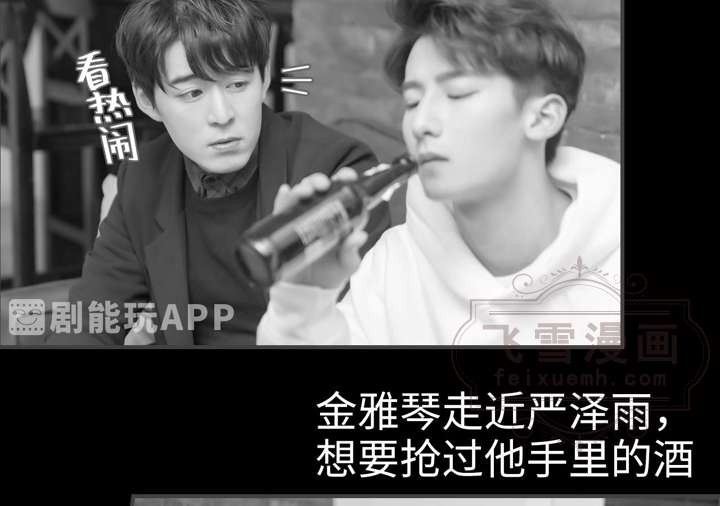 看热闹
剧能玩APP
飞雪漫画
feixuemh.com
金雅琴走近严泽雨，
想要抢过他手里的酒